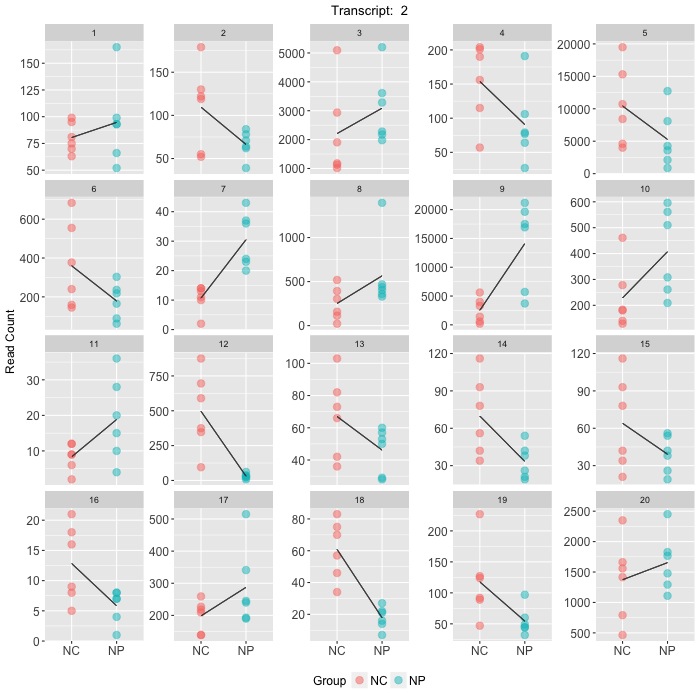 Transcript: 2
1 2 3 4 5
150 125 100 75 50
150 100 50
5000 4000 3000 2000 1000
200 150 100 50
20000 15000 10000 5000 0
6 7 8 9 10
600 400 200
40 30 20 10 0
1000 500 0
20000 15000 10000 5000 0
600 500 400 300 200
Read Count
11 12 13 14 15
30 20 10
750 500 250 0
100 80 60 40
120 90 60 30
120 90 60 30
16 17 18 19 20
20 15 10 5 0
500 400 300 200
80 60 40 20
200 150 100 50
2500 2000 1500 1000 500
NC NP NC NP NC NP NC NP NC NP
Group NC NP